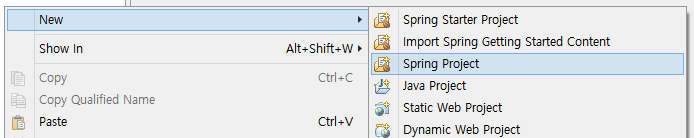 New
Show In Alt+Shift+W
Copy Ctrl+C
Copy Qualified Name
Paste Ctrl+V
Spring Starter Project
Import Spring Getting Started Content
Spring Project
Java Project
Static Web Project
Dynamic Web Project